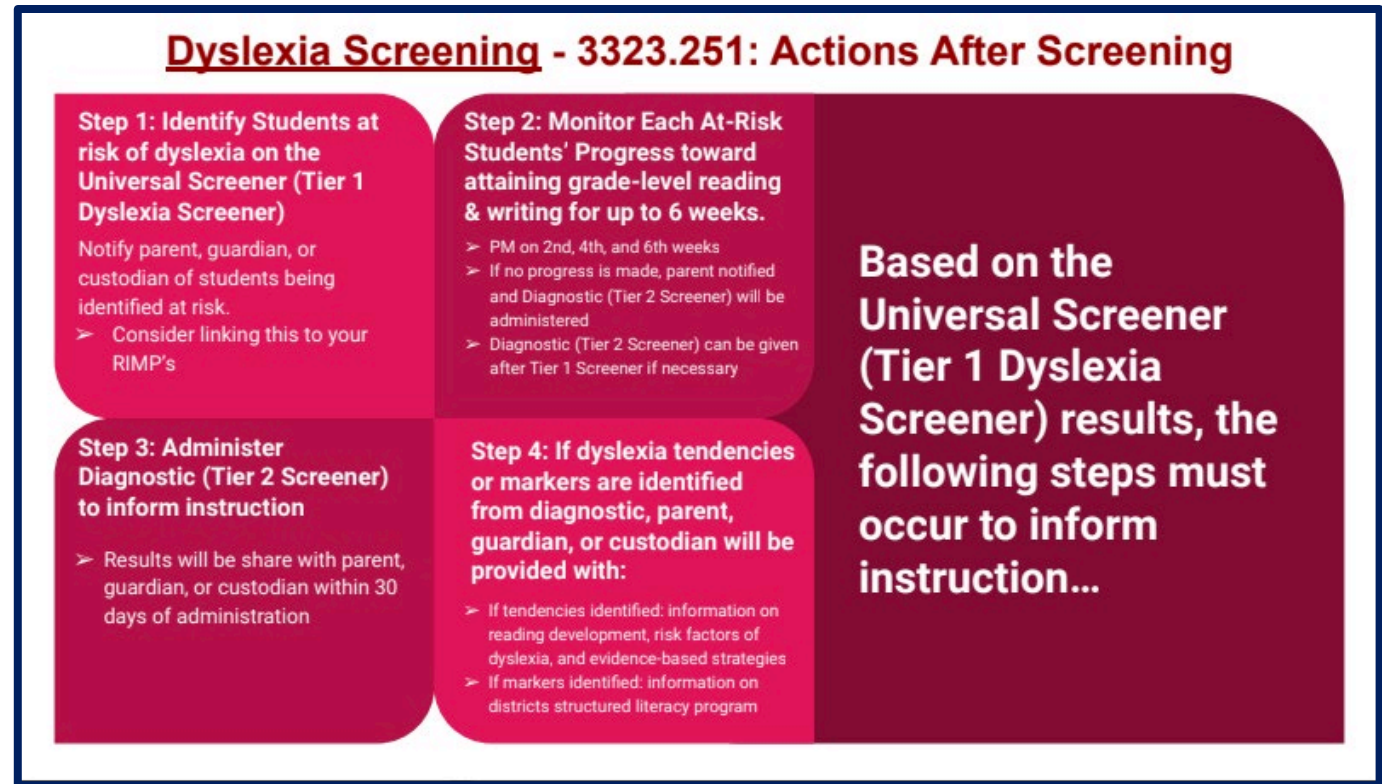 Dyslexia Screening - 3323.251: Actions After Screening
Step 1: Identify Students at
risk of dyslexia on the
Universal Screener (Tier 1
Dyslexia Screener)
Notify parent, guardian, or
custodian of students being
identified at risk.
➢ Consider linking this to your
RIMP's
Step 2: Monitor Each At-Risk
Students' Progress toward
attaining grade-level reading
& writing for up to 6 weeks.
➢ PM on 2nd, 4th, and 6th weeks
➢ If no progress is made, parent notified
and Diagnostic (Tier 2 Screener) will be
administered
➢ Diagnostic (Tier 2 Screener) can be given
after Tier 1 Screener if necessary
Step 3: Administer
Diagnostic (Tier 2 Screener)
to inform instruction
➢ Results will be share with parent,
guardian, or custodian within 30
days of administration
Step 4: If dyslexia tendencies
or markers are identified
from diagnostic, parent,
guardian, or custodian will be
provided with:
➢ If tendencies identified: information on
reading development, risk factors of
dyslexia, and evidence-based strategies
➢ If markers identified: information on
districts structured literacy program
Based on the
Universal Screener
(Tier 1 Dyslexia
Screener) results, the
following steps must
occur to inform
instruction…